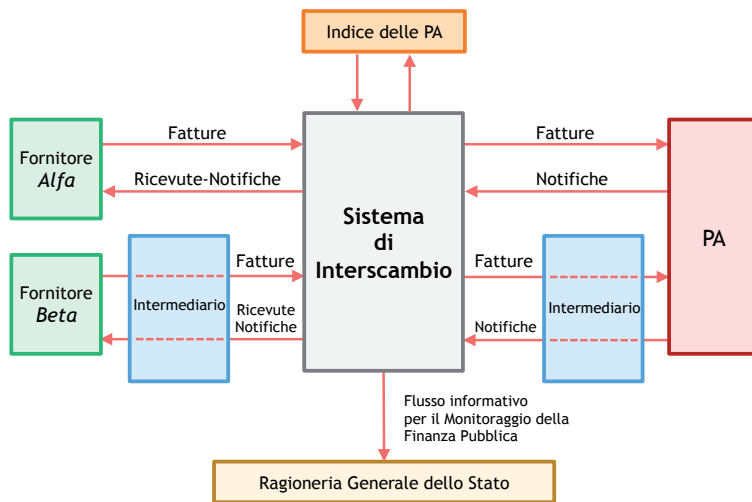 Indice delle PA
Fatture
Fatture
Fornitore
Alfa
Ricevute-Notifiche
Notifiche
Sistema
di
Interscambio
PA
Fornitore
Beta
Intermediario
Fatture
Ricevute
Notifiche
Fatture
Notifiche
Intermediario
Flusso informativo
per il Monitoraggio della
Finanza Pubblica
Ragioneria Generale dello Stato